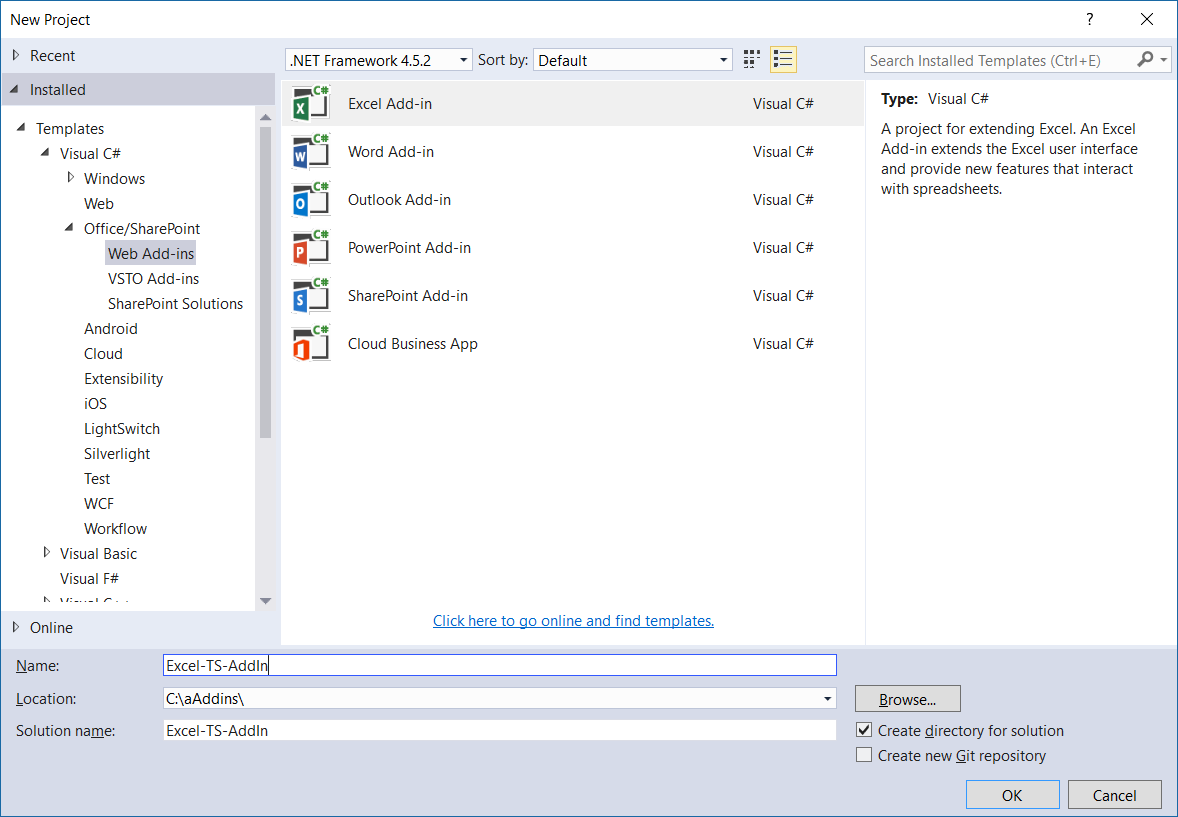 New Project
?
Recent
Installed
.NET Framework 4.5.2
Sort by:
Default
Search Installed Templates (Ctrl+E)
Templates
Visual C#
Windows
Web
Office/SharePoint
Web Add-ins
VSTO Add-ins
SharePoint Solutions
Android
Cloud
Extensibility
iOS
LightSwitch
Silverlight
Test
WCF
Workflow
Visual Basic
Visual F#
Online
C# Excel Add-in Visual C#
C# Word Add-in Visual C#
C# Outlook Add-in Visual C#
C# PowerPoint Add-in Visual C#
C# SharePoint Add-in Visual C#
C# Cloud Business App Visual C#
Click here to go online and find templates.
Type: Visual C#
A project for extending Excel. An Excel
Add-in extends the Excel user interface
and provide new features that interact
with spreadsheets.
Name: Excel-TS-AddIn
Location: C:\aAddins\
Browse...
Solution name: Excel-TS-AddIn
Create directory for solution
Create new Git repository
OK
Cancel